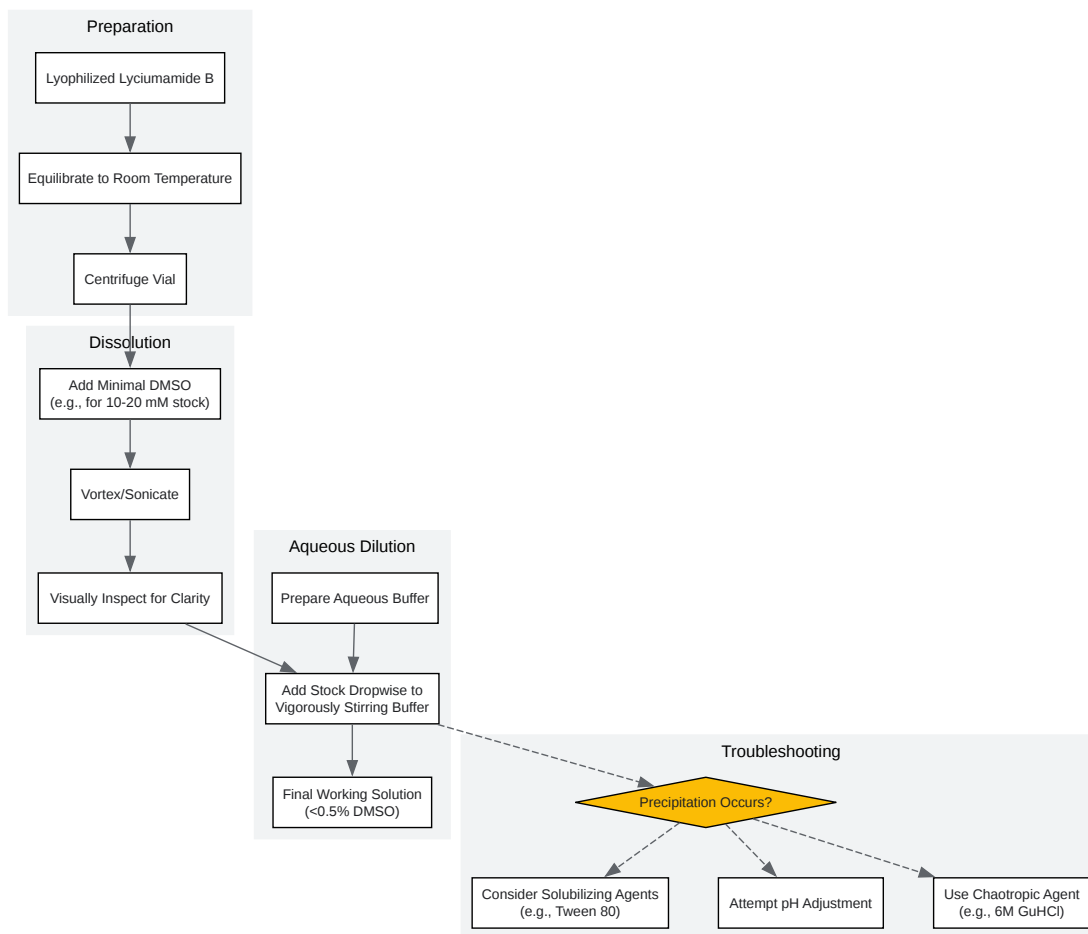 Preparation
Lyophilized Lyciumamide B
Equilibrate to Room Temperature
Centrifuge Vial
Dissolution
Add Minimal DMSO
(e.g., for 10-20 mM stock)
Vortex/Sonicate
Visually Inspect for Clarity
Aqueous Dilution
Prepare Aqueous Buffer
Add Stock Dropwise to
Vigorously Stirring Buffer
Final Working Solution
(<0.5% DMSO)
Troubleshooting
Precipitation Occurs?
Consider Solubilizing Agents
(e.g., Tween 80)
Attempt pH Adjustment
Use Chaotropic Agent
(e.g., 6M GuHCl)